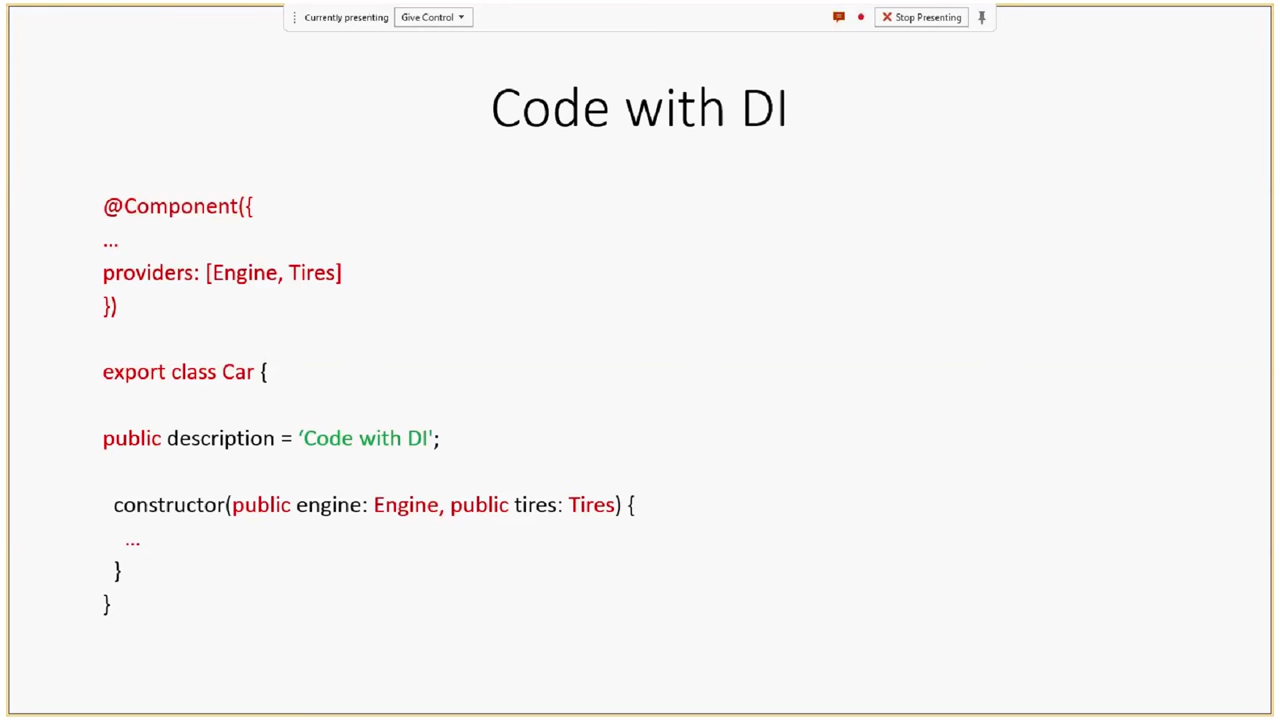 Currently presenting Give Control Stop Presenting
Code with DI
@Component({
...
providers: [Engine, Tires]
})
export class Car {
public description = ‘Code with DI';
constructor(public engine: Engine, public tires: Tires) {
...
}
}